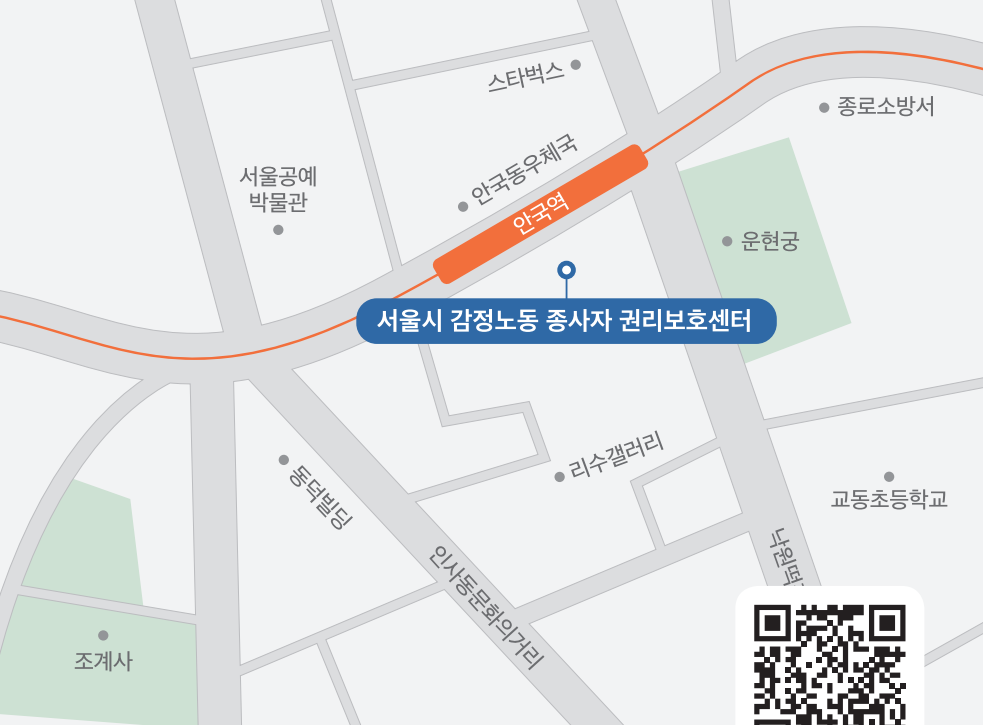 스타벅스
종로소방서
안국동우체국
서울공예
박물관
안국역
운현궁
서울시 감정노동 종사자 권리보호센터
리수갤러리
동덕빌딩
교동초등학교
인사동문화의거리
낙원떡
조계사